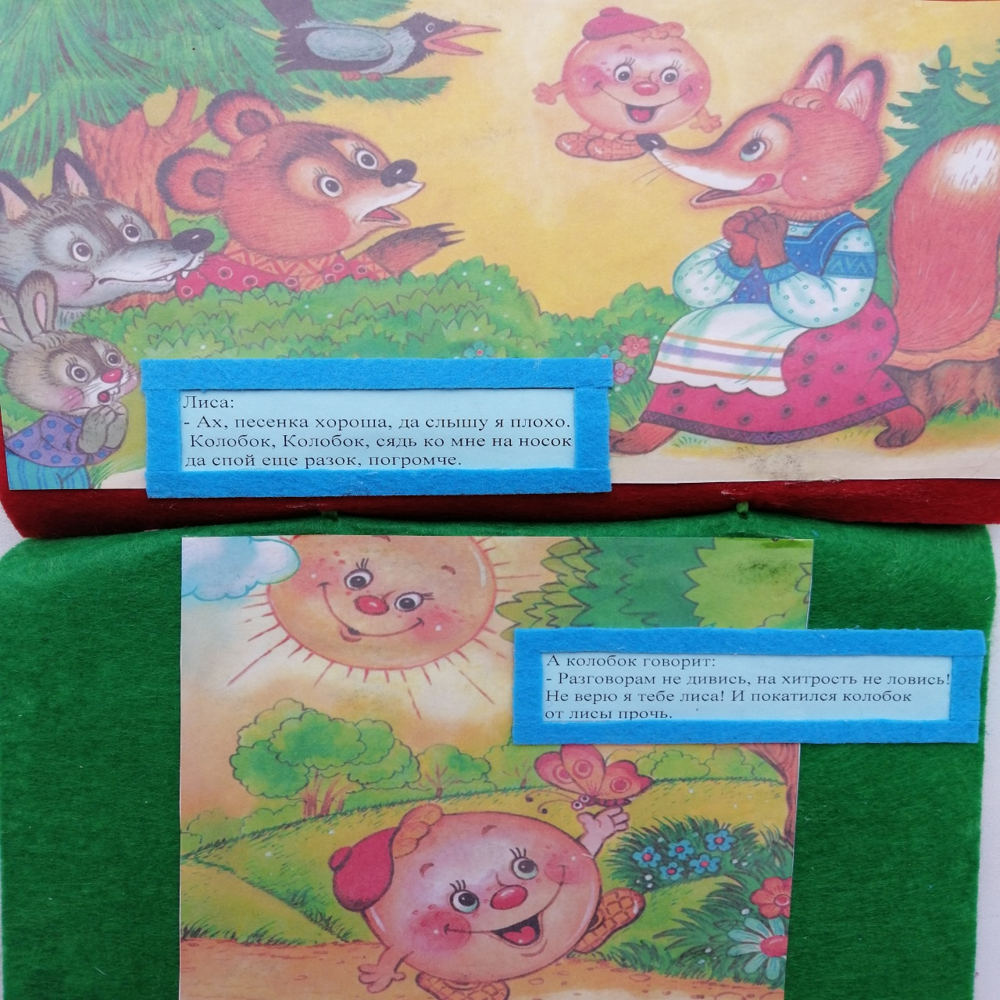 Лиса:
- Ах, песенка хороша, да слышу я плохо.
Колобок, Колобок, сядь ко мне на носок
да спой еще разок, погромче.
А колобок говорит:
- Разговорам не дивись, на хитрость не ловись!
Не верю я тебе лиса! И покатился колобок
от лисы прочь.